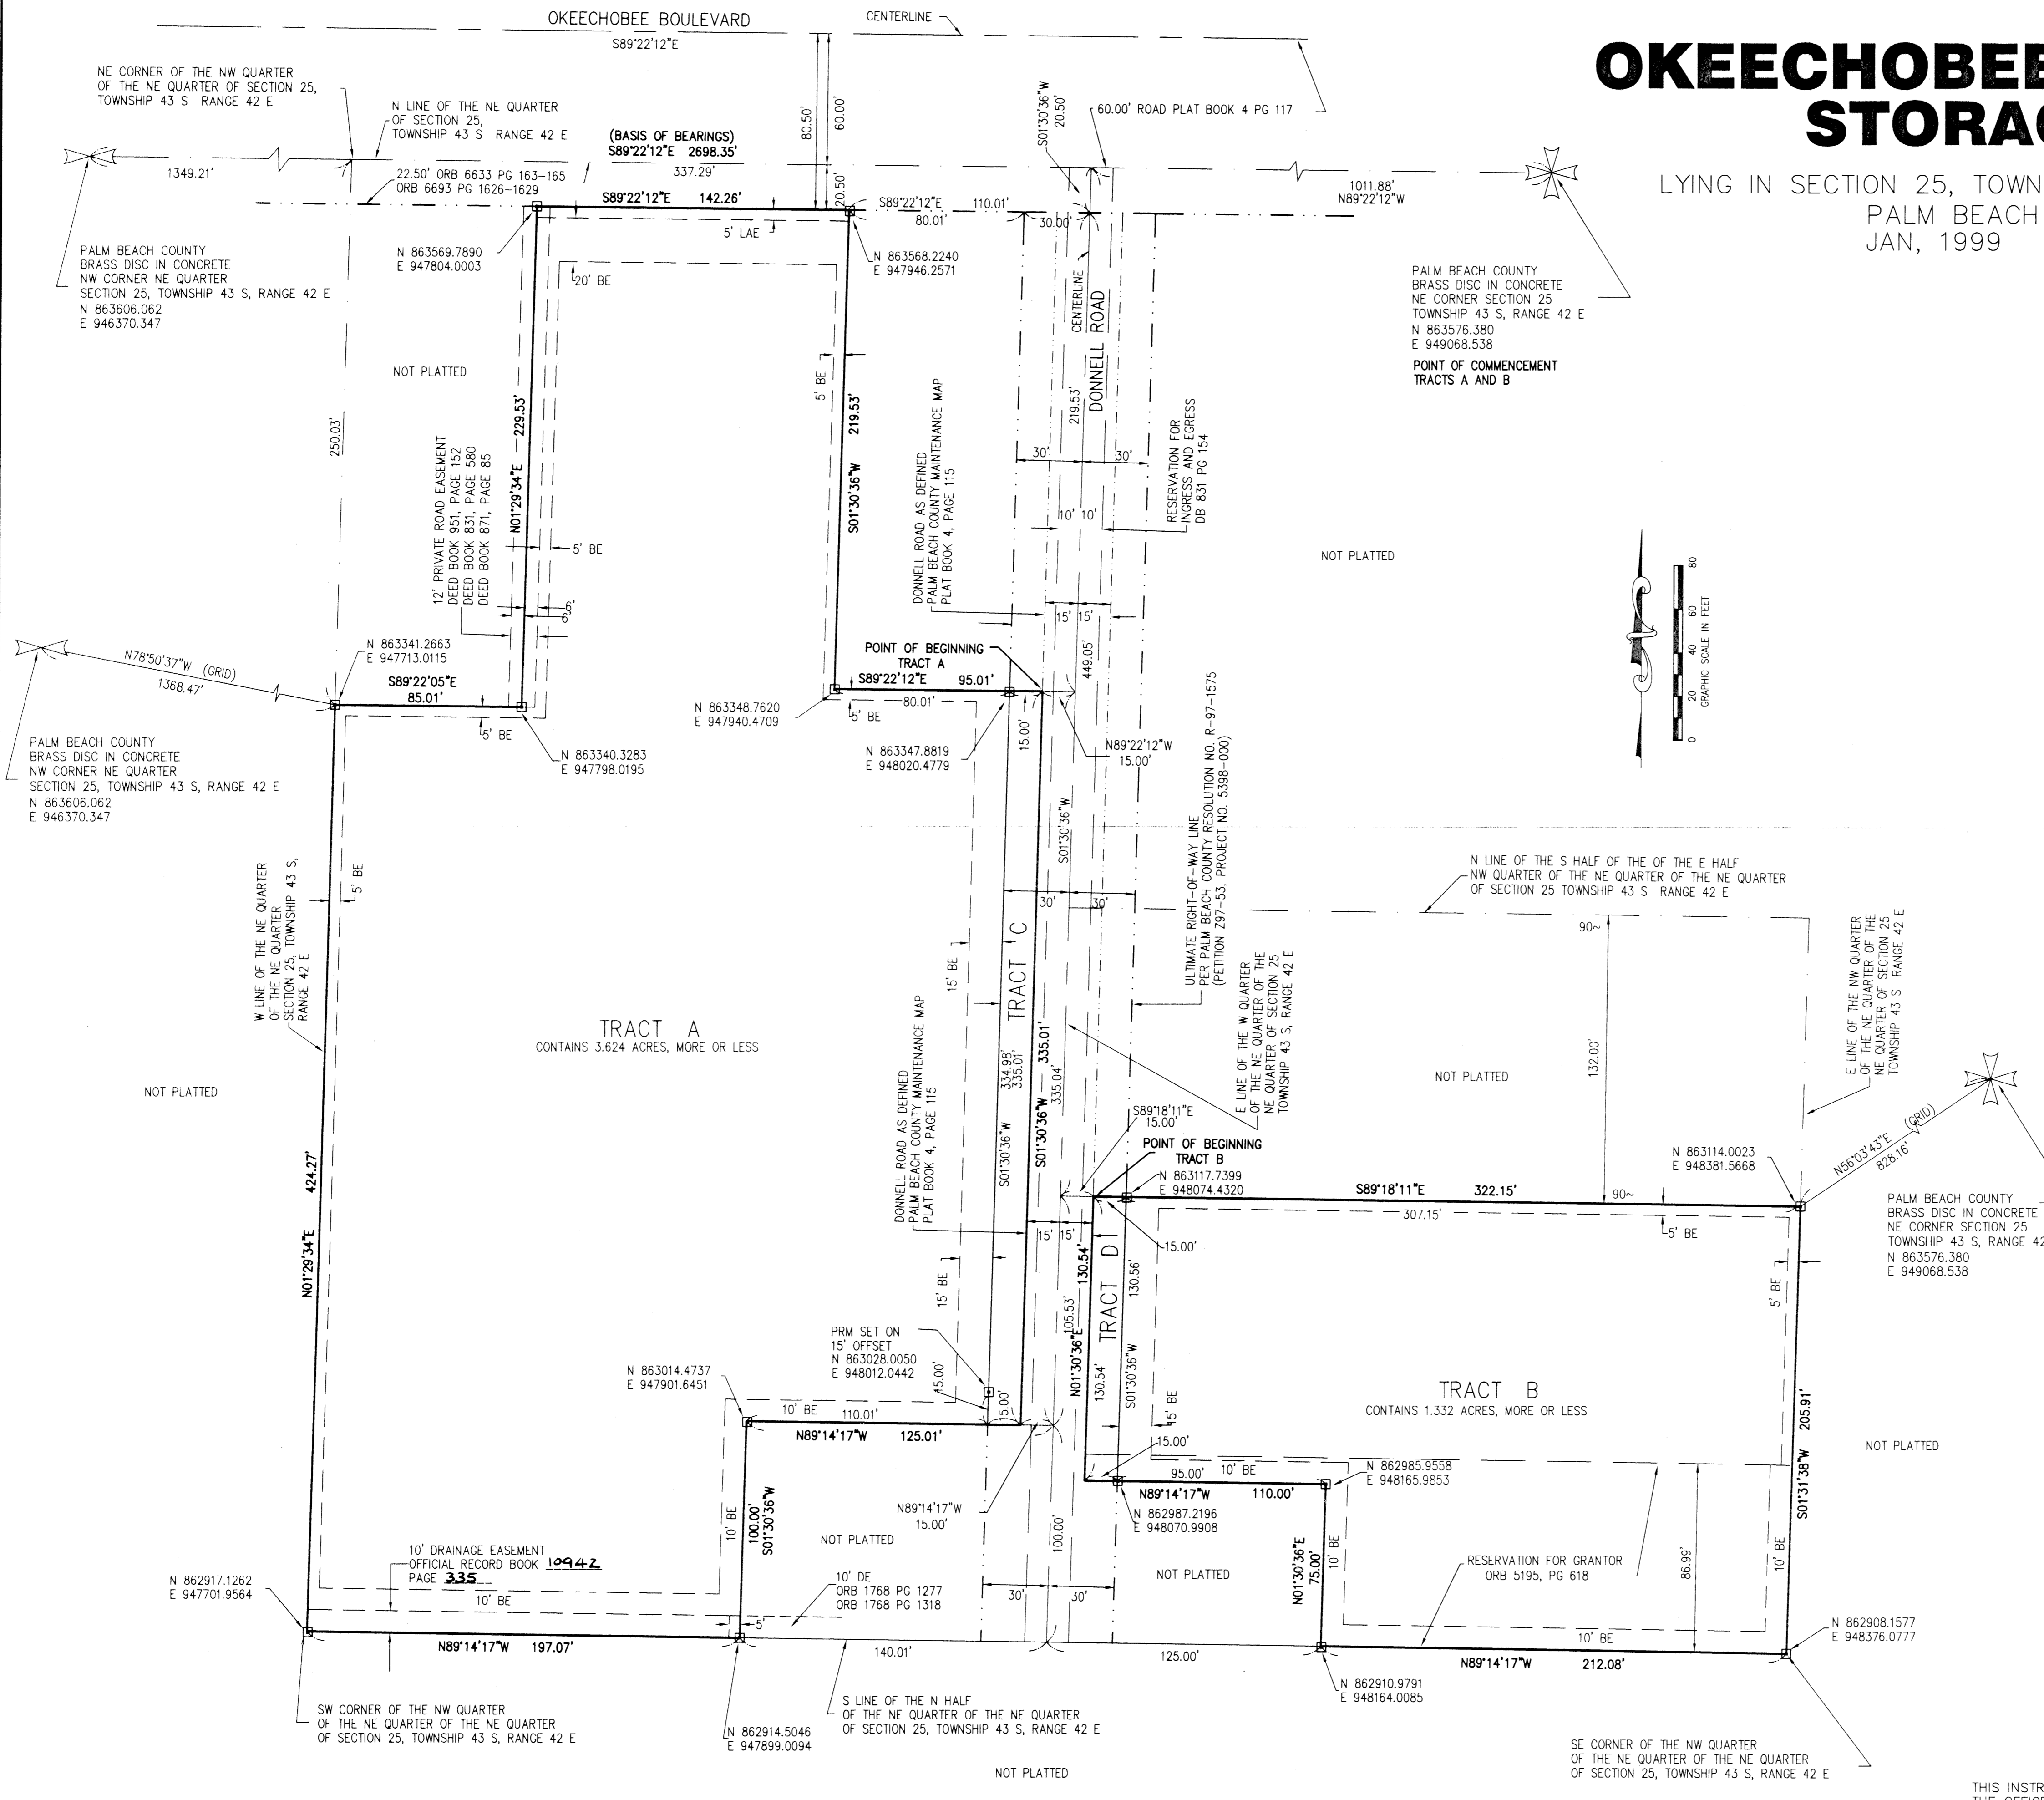 OKEECHOBEE BOULEVARD
CENTERLINE
S89°22'12"E
OKEECHOBEE
STORAG
LYING IN SECTION 25, TOWN
PALM BEACH
JAN, 1999
NE CORNER OF THE NW QUARTER
OF THE NE QUARTER OF SECTION 25,
TOWNSHIP 43 S RANGE 42 E
N LINE OF THE NE QUARTER
OF SECTION 25,
TOWNSHIP 43 S RANGE 42 E
(BASIS OF BEARINGS)
S89°22'12"E 2698.35'
337.29'
80.50'
60.00'
20.50'
S01°30'36"W
20.50'
60.00' ROAD PLAT BOOK 4 PG 117
1349.21'
22.50' ORB 6633 PG 163-165
ORB 6693 PG 1626-1629
1011.88'
N89°22'12"W
S89°22'12"E 142.26'
5' LAE
S89°22'12"E 110.01'
80.01'
30.00'
PALM BEACH COUNTY
BRASS DISC IN CONCRETE
NW CORNER NE QUARTER
SECTION 25, TOWNSHIP 43 S, RANGE 42 E
N 863606.062
E 946370.347
N 863569.7890
E 947804.0003
20' BE
N 863568.2240
E 947946.2571
PALM BEACH COUNTY
BRASS DISC IN CONCRETE
NE CORNER SECTION 25
TOWNSHIP 43 S, RANGE 42 E
N 863576.380
E 949068.538
POINT OF COMMENCEMENT
TRACTS A AND B
NOT PLATTED
250.03'
12' PRIVATE ROAD EASEMENT
DEED BOOK 951, PAGE 152
DEED BOOK 831, PAGE 580
DEED BOOK 871, PAGE 85
N01°29'34"E 229.53'
5' BE
6'
6'
5' BE
S01°30'36"W 219.53'
DONNELL ROAD AS DEFINED
PALM BEACH COUNTY MAINTENANCE MAP
PLAT BOOK 4, PAGE 115
CENTERLINE
DONNELL ROAD
219.53'
30'
30'
10' 10'
RESERVATION FOR
INGRESS AND EGRESS
DB 831 PG 154
NOT PLATTED
15' 15'
449.05'
0 20 40 60 80
GRAPHIC SCALE IN FEET
N78°50'37"W (GRID)
1368.47'
N 863341.2663
E 947713.0115
S89°22'05"E
85.01'
5' BE
N 863340.3283
E 947798.0195
POINT OF BEGINNING
TRACT A
S89°22'12"E 95.01'
80.01'
5' BE
N 863348.7620
E 947940.4709
N 863347.8819
E 948020.4779
15.00'
N89°22'12"W
15.00'
PALM BEACH COUNTY
BRASS DISC IN CONCRETE
NW CORNER NE QUARTER
SECTION 25, TOWNSHIP 43 S, RANGE 42 E
N 863606.062
E 946370.347
S01°30'36"W
ULTIMATE RIGHT-OF-WAY LINE
PER PALM BEACH COUNTY RESOLUTION NO. R-97-1575
(PETITION Z97-53, PROJECT NO. 5398-000)
W LINE OF THE NE QUARTER
OF THE NE QUARTER
SECTION 25, TOWNSHIP 43 S,
RANGE 42 E
5' BE
30'
30'
N LINE OF THE S HALF OF THE OF THE E HALF
NW QUARTER OF THE NE QUARTER OF THE NE QUARTER
OF SECTION 25 TOWNSHIP 43 S RANGE 42 E
90~
E LINE OF THE NW QUARTER
OF THE NE QUARTER OF THE
NE QUARTER OF SECTION 25
TOWNSHIP 43 S RANGE 42 E
15' BE
TRACT C
TRACT A
CONTAINS 3.624 ACRES, MORE OR LESS
334.98'
335.01'
S01°30'36"W 335.01'
335.04'
E LINE OF THE W QUARTER
OF THE NE QUARTER OF THE
NE QUARTER OF SECTION 25
TOWNSHIP 43 S, RANGE 42 E
132.00'
NOT PLATTED
NOT PLATTED
DONNELL ROAD AS DEFINED
PALM BEACH COUNTY MAINTENANCE MAP
PLAT BOOK 4, PAGE 115
S01°30'36"W
S89°18'11"E
15.00'
POINT OF BEGINNING
TRACT B
N 863117.7399
E 948074.4320
S89°18'11"E 322.15'
90~
307.15'
5' BE
N 863114.0023
E 948381.5668
N56°03'43"E (GRID)
828.16'
PALM BEACH COUNTY
BRASS DISC IN CONCRETE
NE CORNER SECTION 25
TOWNSHIP 43 S, RANGE 42
N 863576.380
E 949068.538
N01°29'34"E 424.27'
15' BE
15' 15'
15.00'
130.54'
N01°30'36"E
105.53'
TRACT D
130.56'
130.54'
S01°30'36"W
5' BE
PRM SET ON
15' OFFSET
N 863028.0050
E 948012.0442
15.00'
15.00'
N 863014.4737
E 947901.6451
10' BE
110.01'
N89°14'17"W 125.01'
15' BE
TRACT B
CONTAINS 1.332 ACRES, MORE OR LESS
S01°31'38"W 205.91'
NOT PLATTED
15.00'
95.00'
10' BE
N89°14'17"W 110.00'
N 862985.9558
E 948165.9853
N 862987.2196
E 948070.9908
10' BE
100.00'
S01°30'36"W
N89°14'17"W
15.00'
NOT PLATTED
100.00'
NOT PLATTED
N01°30'36"E
75.00'
10' BE
RESERVATION FOR GRANTOR
ORB 5195, PG 618
86.99'
10' BE
10' DRAINAGE EASEMENT
OFFICIAL RECORD BOOK 10942
PAGE 335
10' BE
10' DE
ORB 1768 PG 1277
ORB 1768 PG 1318
30'
30'
N 862917.1262
E 947701.9564
5'
N89°14'17"W 197.07'
140.01'
125.00'
10' BE
N89°14'17"W 212.08'
N 862908.1577
E 948376.0777
N 862910.9791
E 948164.0085
SW CORNER OF THE NW QUARTER
OF THE NE QUARTER OF THE NE QUARTER
OF SECTION 25, TOWNSHIP 43 S, RANGE 42 E
N 862914.5046
E 947899.0094
S LINE OF THE N HALF
OF THE NE QUARTER OF THE NE QUARTER
OF SECTION 25, TOWNSHIP 43 S, RANGE 42 E
NOT PLATTED
SE CORNER OF THE NW QUARTER
OF THE NE QUARTER OF THE NE QUARTER
OF SECTION 25, TOWNSHIP 43 S, RANGE 42 E
THIS INSTR